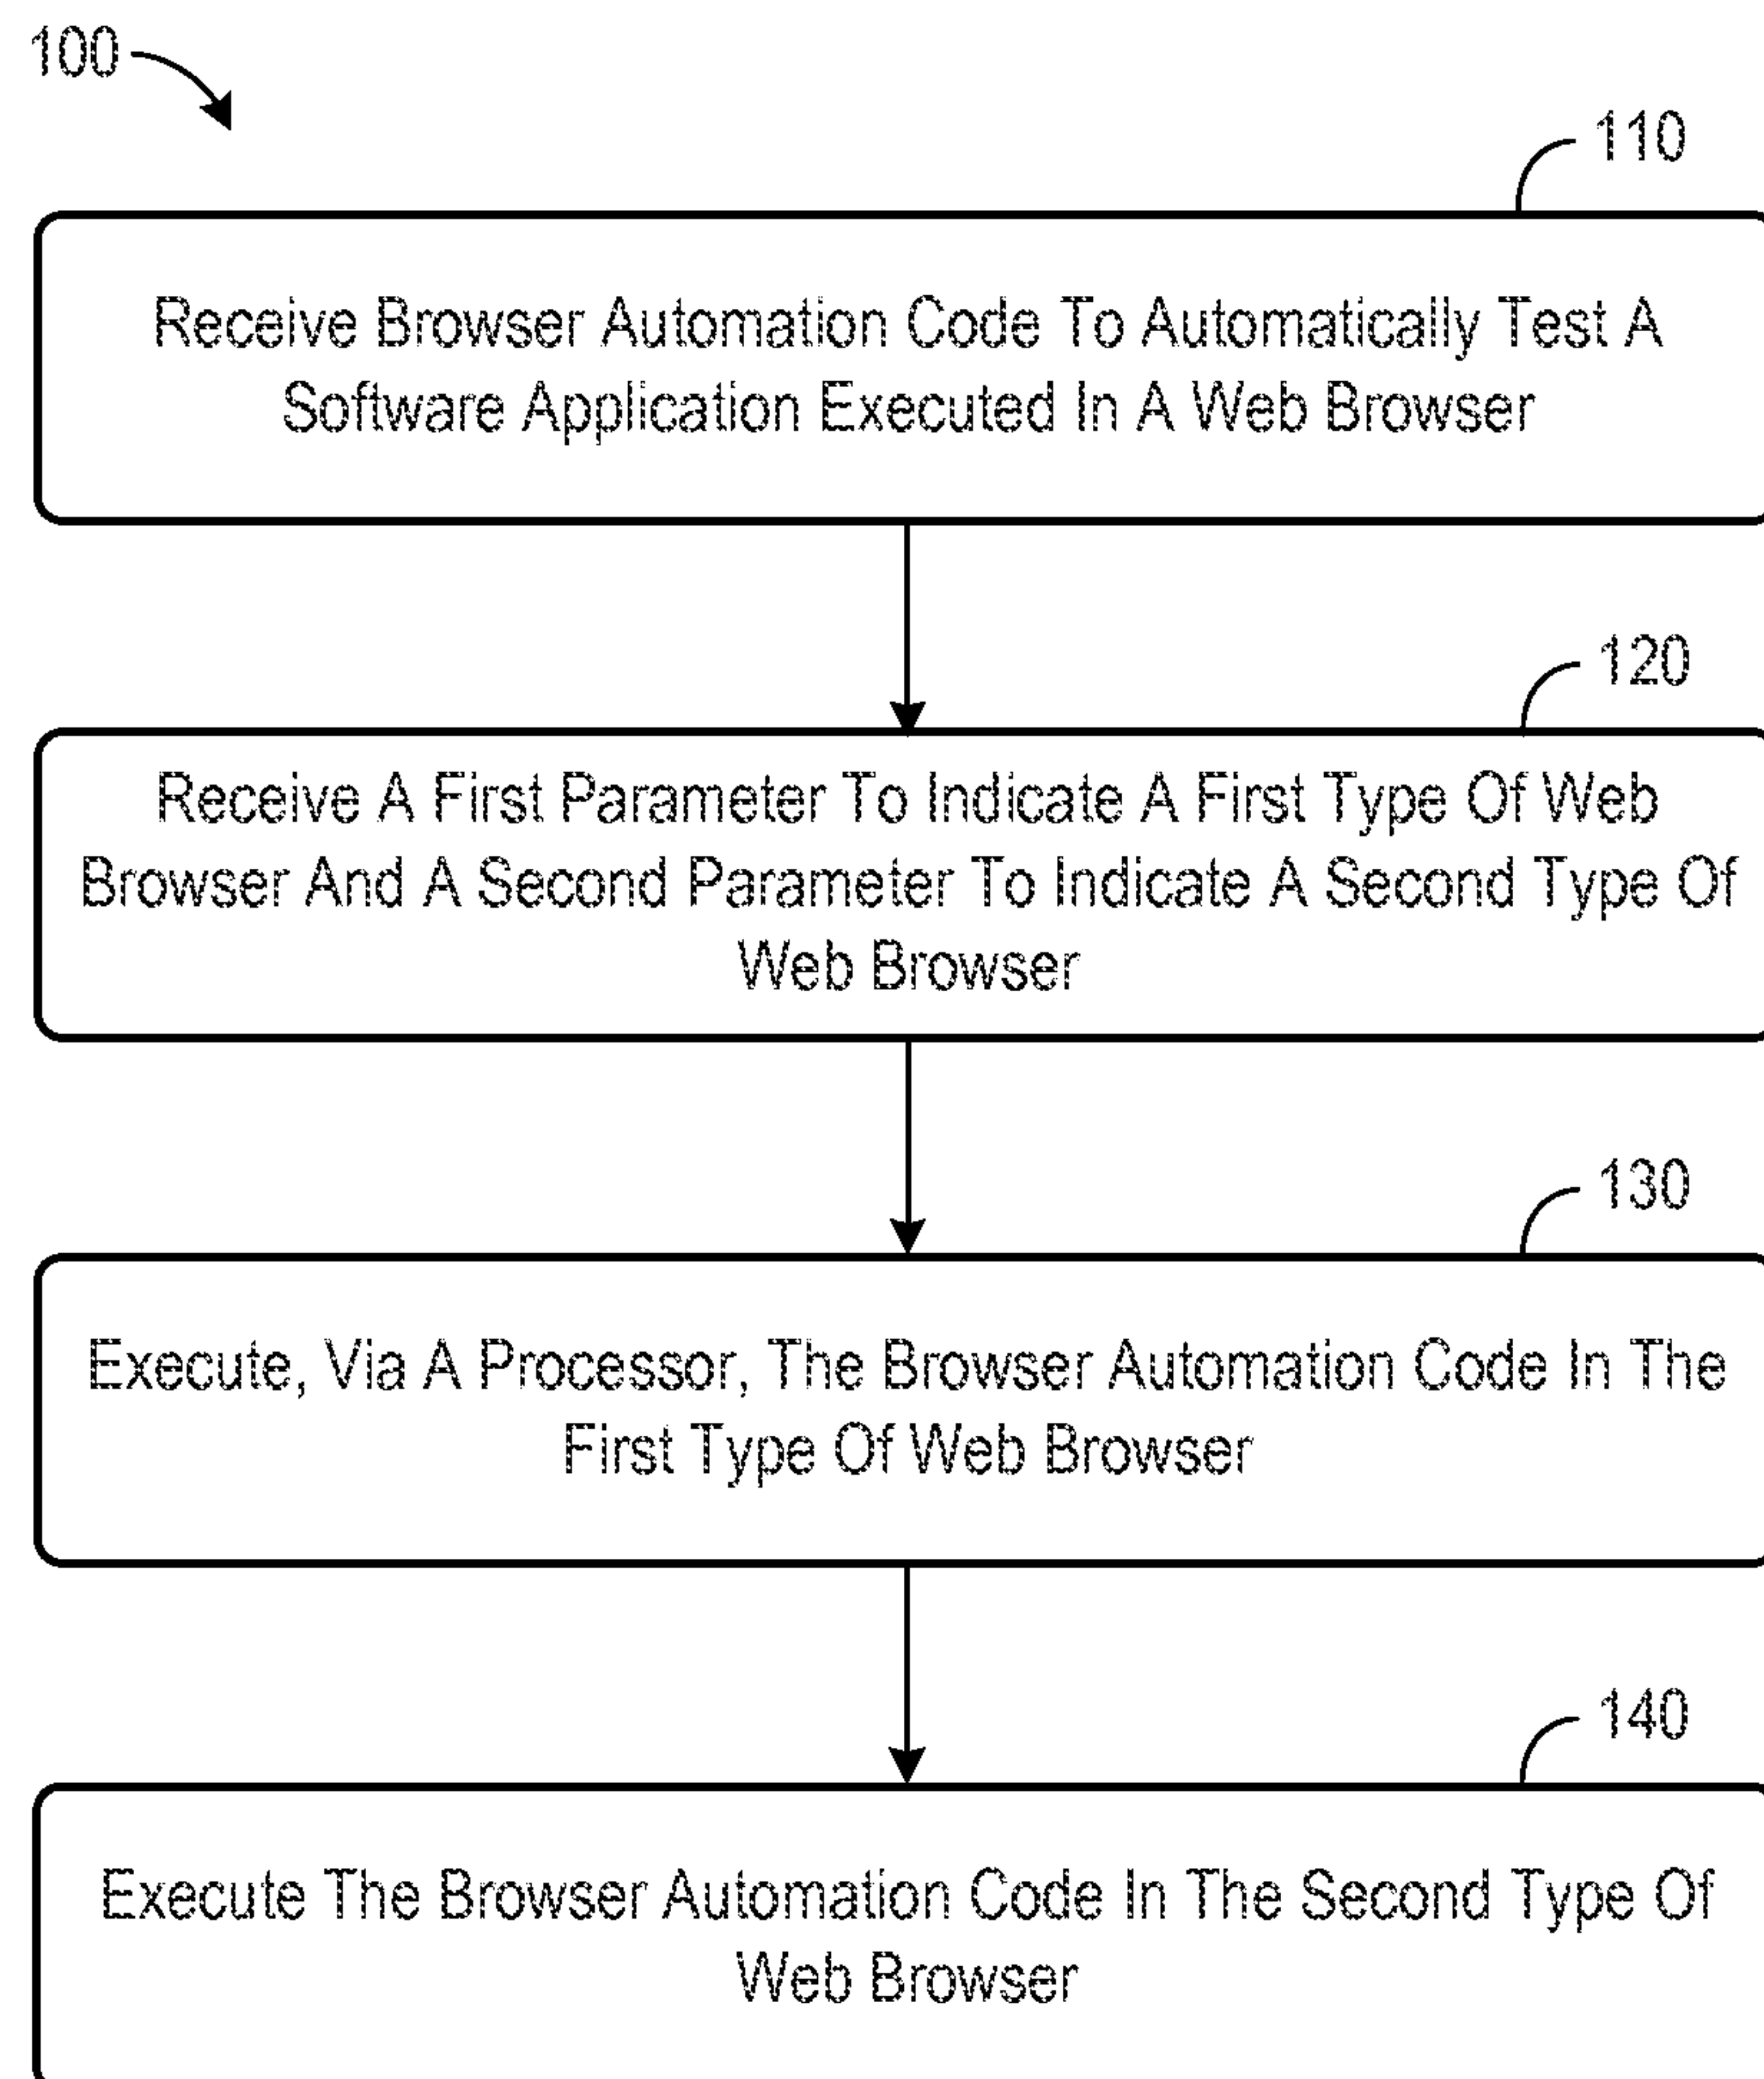 100
110
Receive Browser Automation Code To Automatically Test A
Software Application Executed In A Web Browser
120
Receive A First Parameter To Indicate A First Type Of Web
Browser And A Second Parameter To Indicate A Second Type Of
Web Browser
130
Execute, Via A Processor, The Browser Automation Code In The
First Type Of Web Browser
140
Execute The Browser Automation Code In The Second Type Of
Web Browser